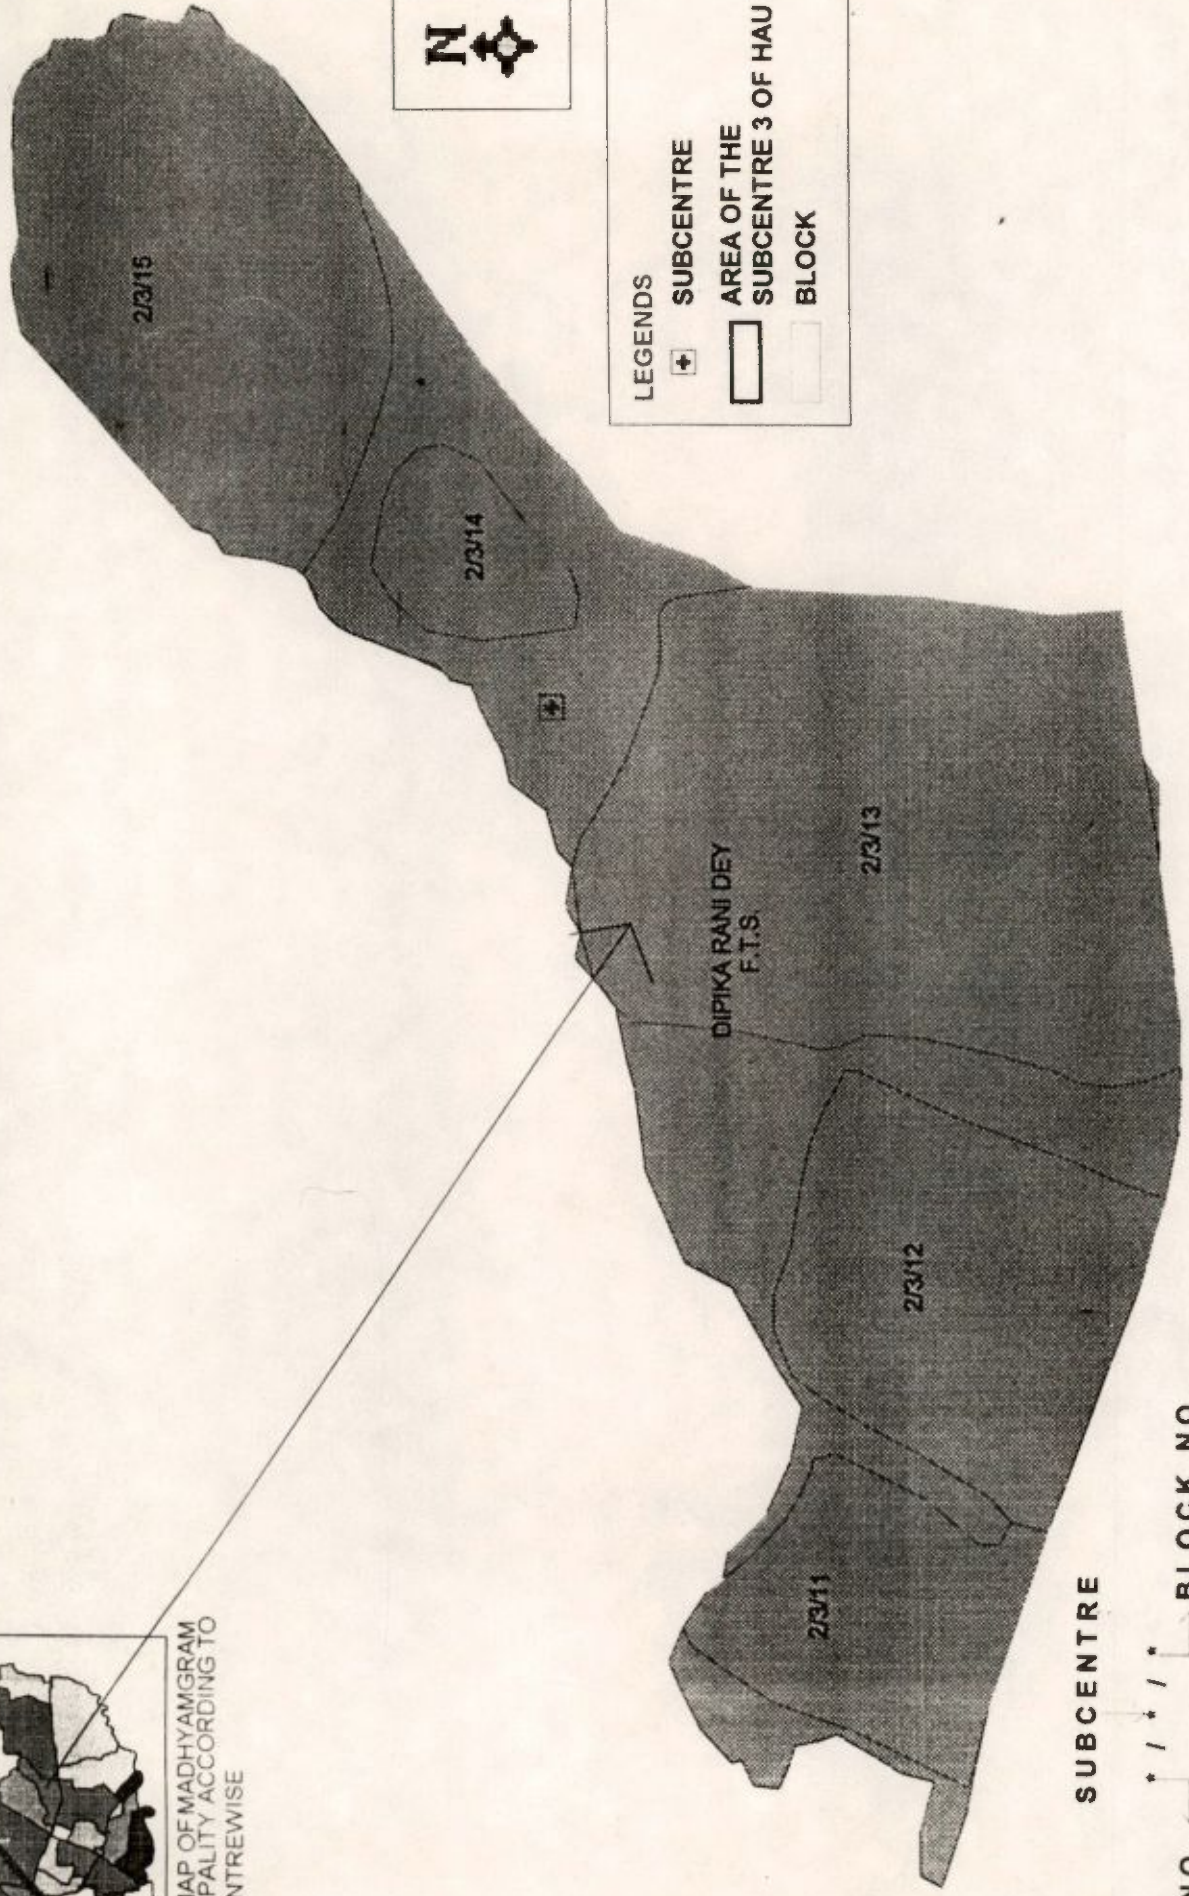 N
LEGENDS
SUBCENTRE
AREA OF THE
SUBCENTRE 3 OF HAU
BLOCK
2/3/15
2/3/14
DIPIKA RANI DEY
F.T.S.
2/3/13
2/3/12
2/3/11
MAP OF MADHYAMGRAM
PALITY ACCORDING TO
NTREWISE
SUBCENTRE
* / * / *
BLOCK NO